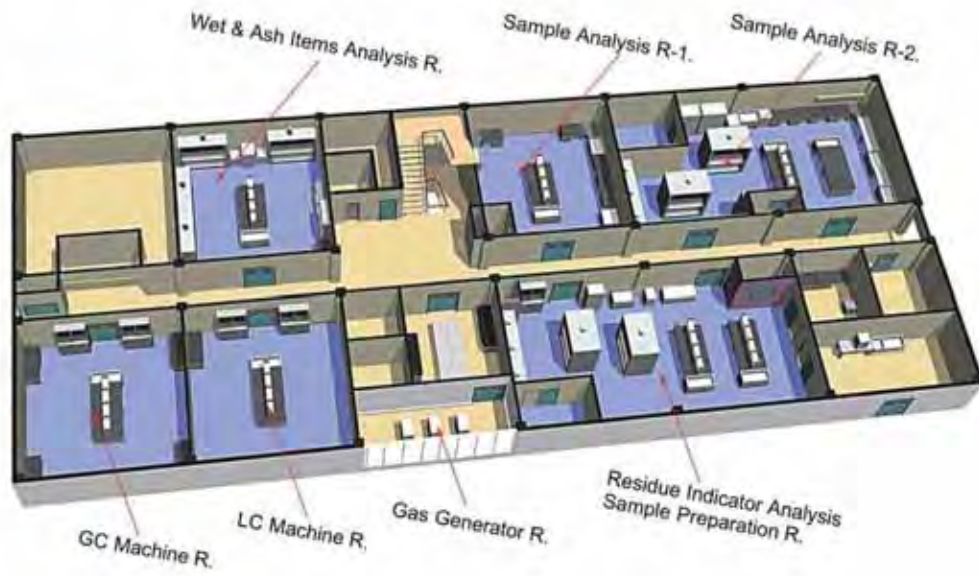 Wet & Ash Items Analysis R.
Sample Analysis R-1.
Sample Analysis R-2.
GC Machine R.
LC Machine R.
Gas Generator R.
Residue Indicator Analysis
Sample Preparation R.